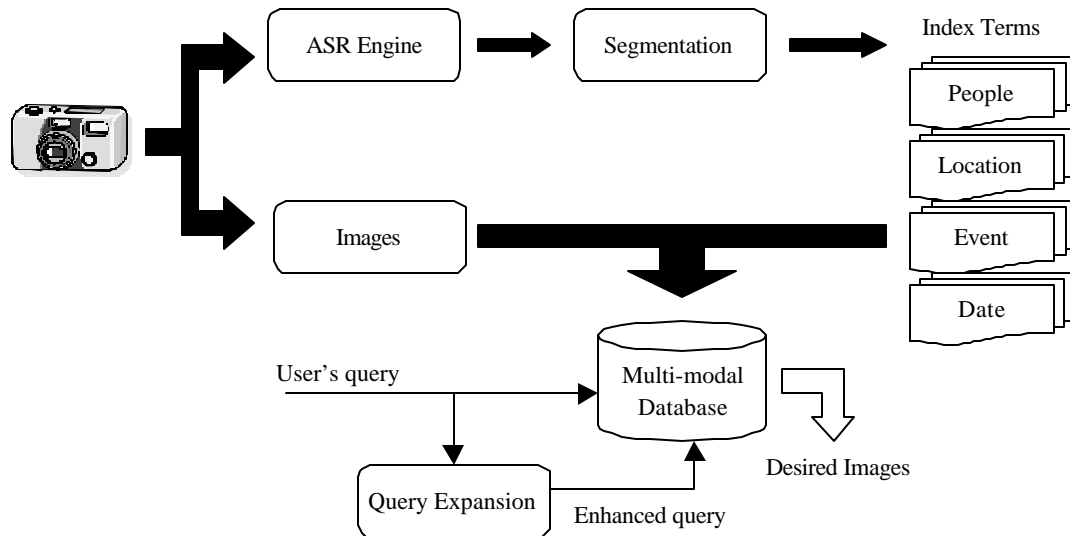 ASR Engine
Segmentation
Index Terms
People
Location
Images
Event
Date
User's query
Multi-modal
Database
Desired Images
Query Expansion
Enhanced query